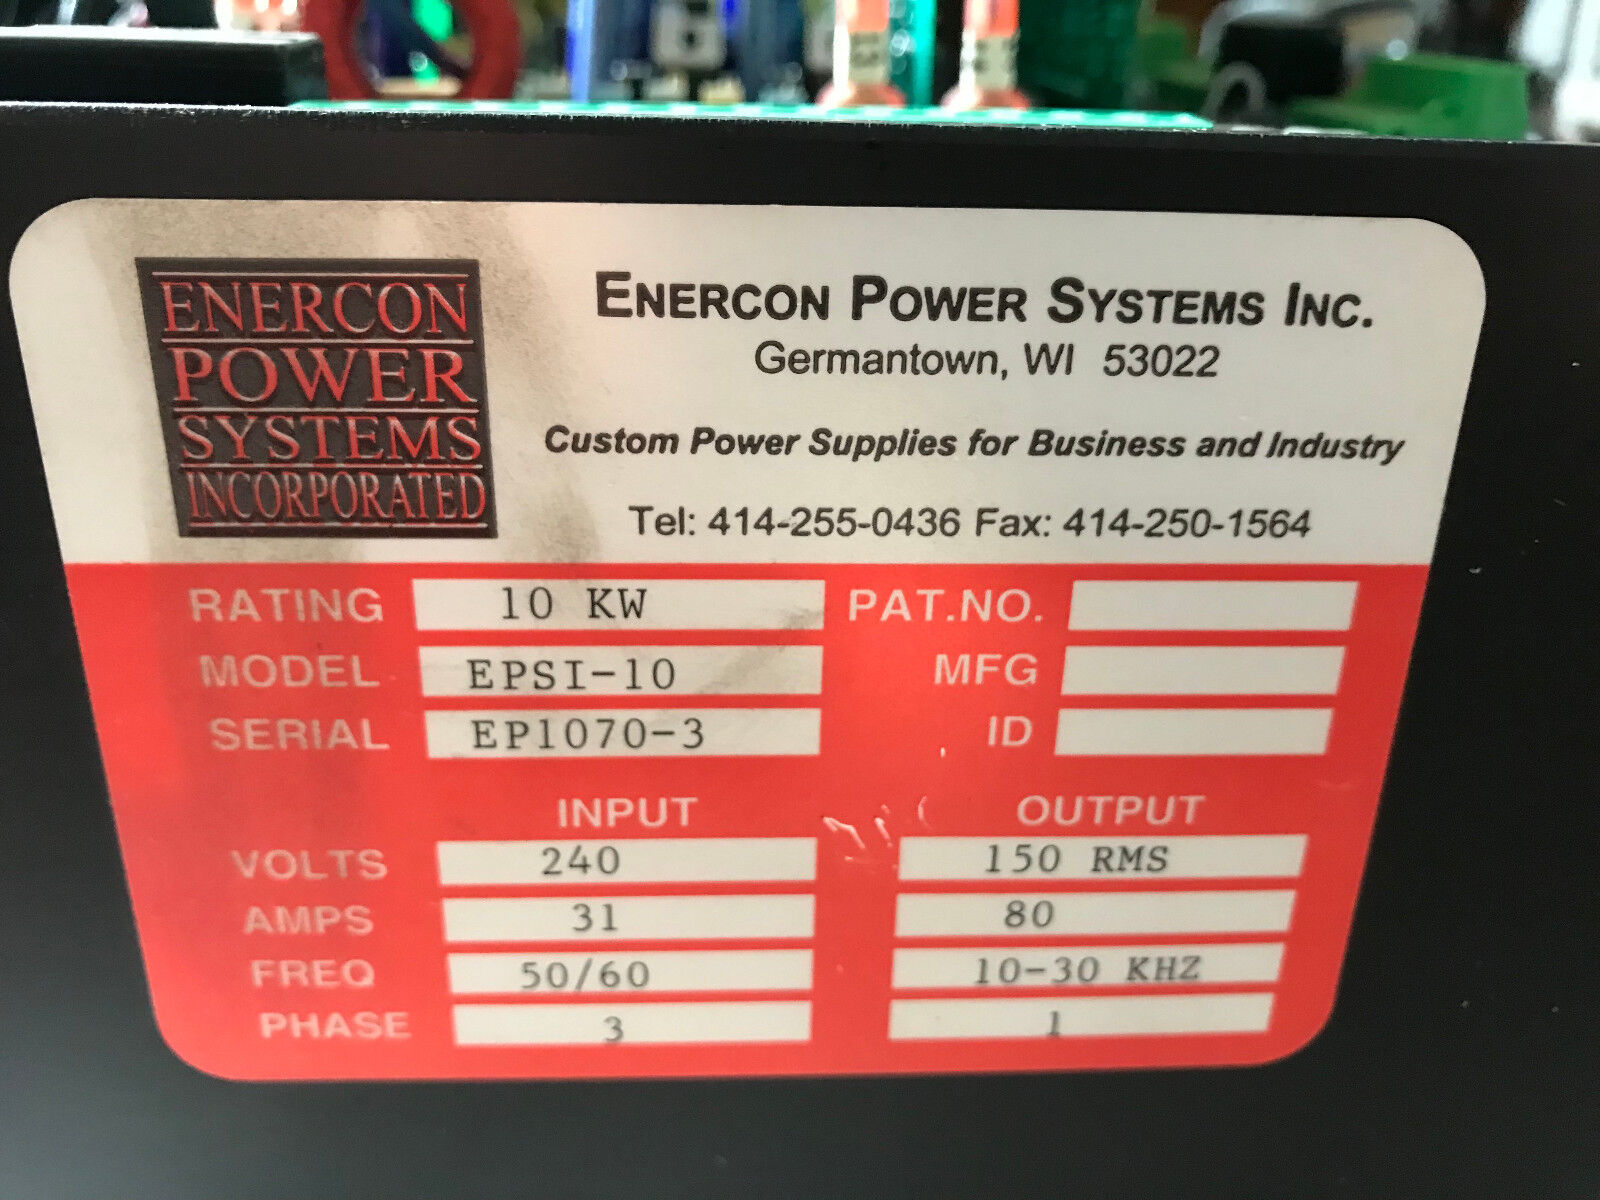 ENERCON
POWER
SYSTEMS
INCORPORATED
ENERCON POWER SYSTEMS INC.
Germantown, WI 53022
Custom Power Supplies for Business and Industry
Tel: 414-255-0436 Fax: 414-250-1564
RATING 10 KW PAT.NO.
MODEL EPSI-10 MFG
SERIAL EP1070-3 ID
INPUT OUTPUT
VOLTS 240 150 RMS
AMPS 31 80
FREQ 50/60 10-30 KHZ
PHASE 3 1